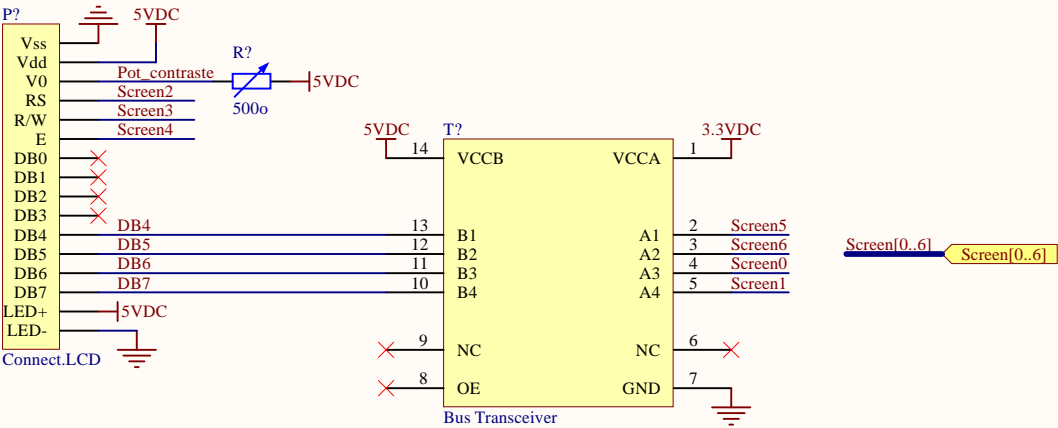 P?
Vss
Vdd
V0
RS
R/W
E
DB0
DB1
DB2
DB3
DB4
DB5
DB6
DB7
LED+
LED-
Connect.LCD
5VDC
Pot_contraste
Screen2
Screen3
Screen4
R?
500o
5VDC
DB4
DB5
DB6
DB7
5VDC
5VDC
T?
14 VCCB VCCA 1
3.3VDC
13 B1 A1 2 Screen5
12 B2 A2 3 Screen6
11 B3 A3 4 Screen0
10 B4 A4 5 Screen1
9 NC NC 6
8 OE GND 7
Bus Transceiver
Screen[0..6]
Screen[0..6]